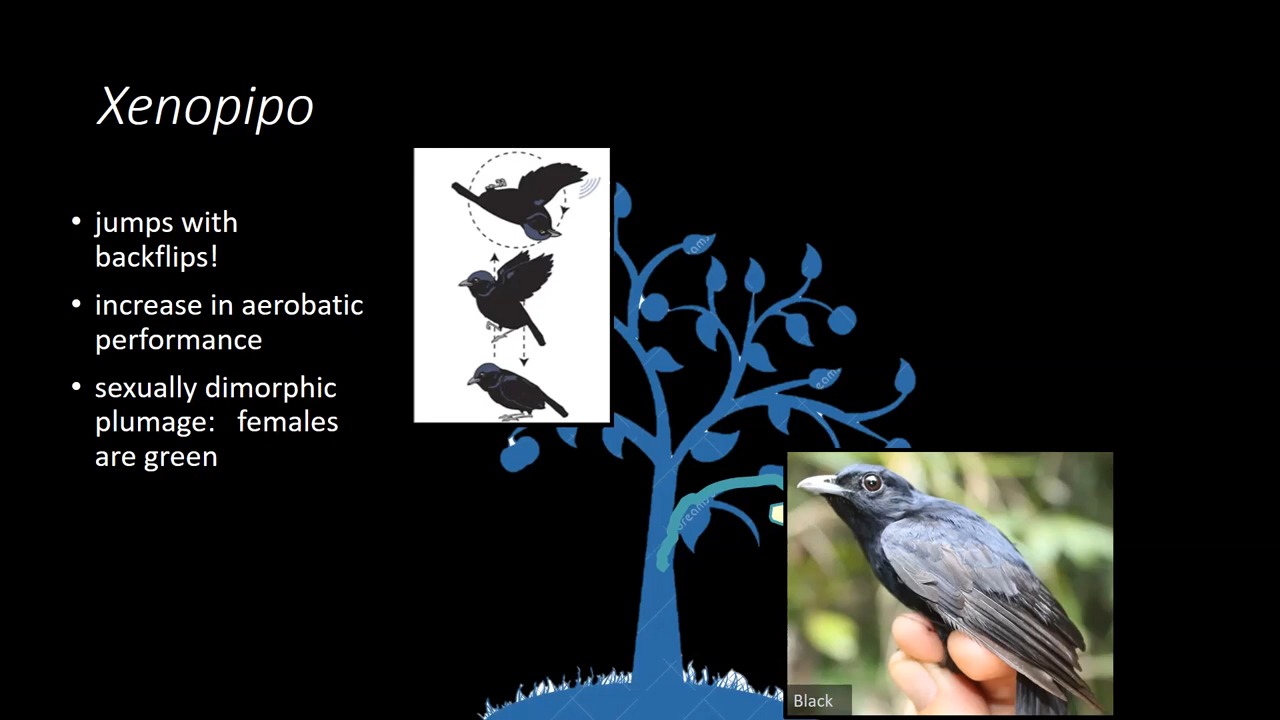 Xenopipo
• jumps with
backflips!
• increase in aerobatic
performance
• sexually dimorphic
plumage:   females
are green
Black